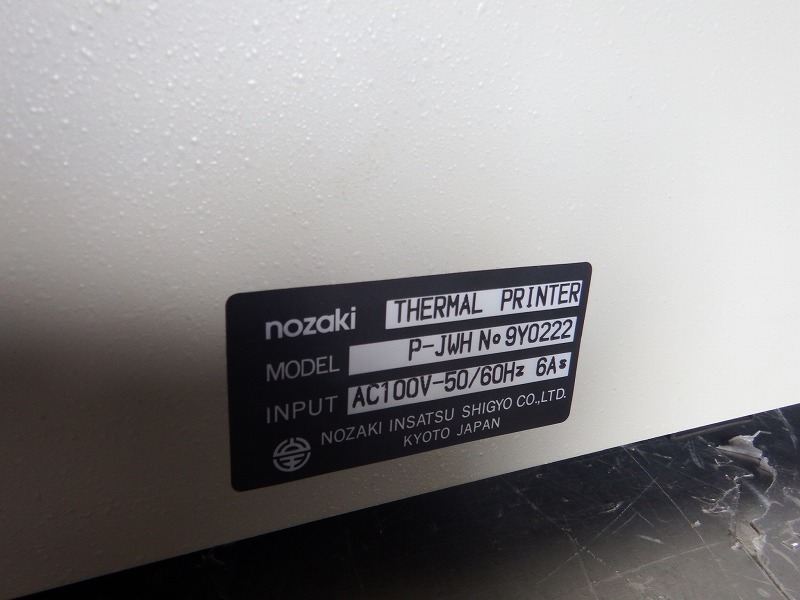 nozaki THERMAL PRINTER
MODEL P-JWH No 9Y0222
INPUT AC100V-50/60Hz 6As
NOZAKI INSATSU SHIGYO CO.,LTD.
KYOTO JAPAN